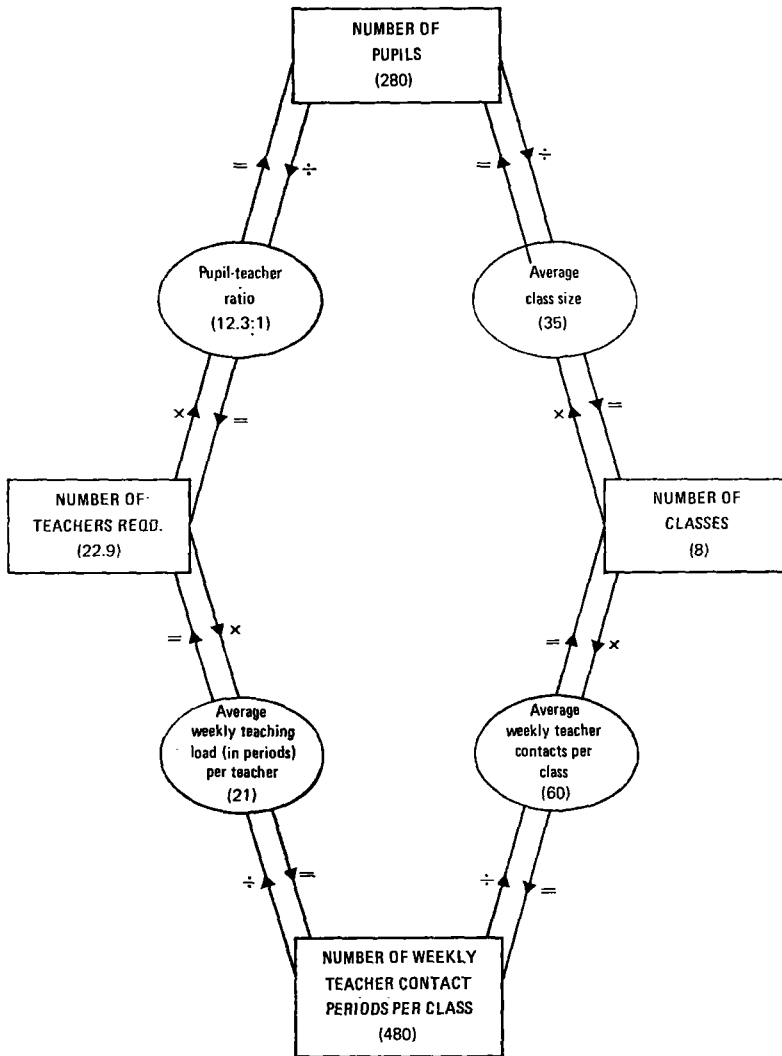 NUMBER OF
PUPILS
(280)
=
÷
=
÷
Pupil-teacher
ratio
(12.3:1)
Average
class size
(35)
×
=
×
=
NUMBER OF
TEACHERS REQD.
(22.9)
NUMBER OF
CLASSES
(8)
=
×
=
×
Average
weekly teaching
load (in periods)
per teacher
(21)
Average
weekly teacher
contacts per
class
(60)
÷
=
÷
=
NUMBER OF WEEKLY
TEACHER CONTACT
PERIODS PER CLASS
(480)